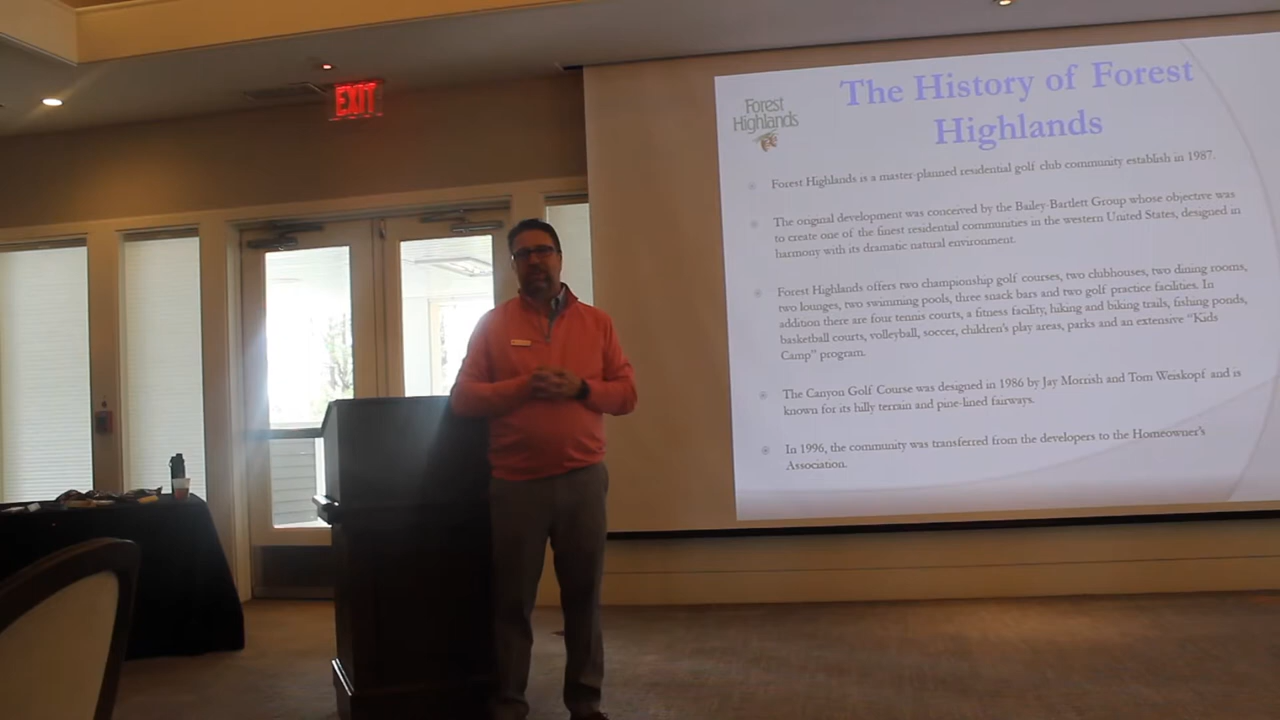 EXIT
Forest
Highlands
The History of Forest
Highlands
Forest Highlands is a master-planned residential golf club community establish in 1987.
The original development was conceived by the Bailey-Bartlett Group whose objective was
to create one of the finest residential communities in the western United States, designed in
harmony with its dramatic natural environment.
Forest Highlands offers two championship golf courses, two clubhouses, two dining rooms,
two lounges, two swimming pools, three snack bars and two golf practice facilities. In
addition there are four tennis courts, a fitness facility, hiking and biking trails, fishing ponds,
basketball courts, volleyball, soccer, children's play areas, parks and an extensive "Kids
Camp" program.
The Canyon Golf Course was designed in 1986 by Jay Morrish and Tom Weiskopf and is
known for its hilly terrain and pine-lined fairways.
In 1996, the community was transferred from the developers to the Homeowner's
Association.